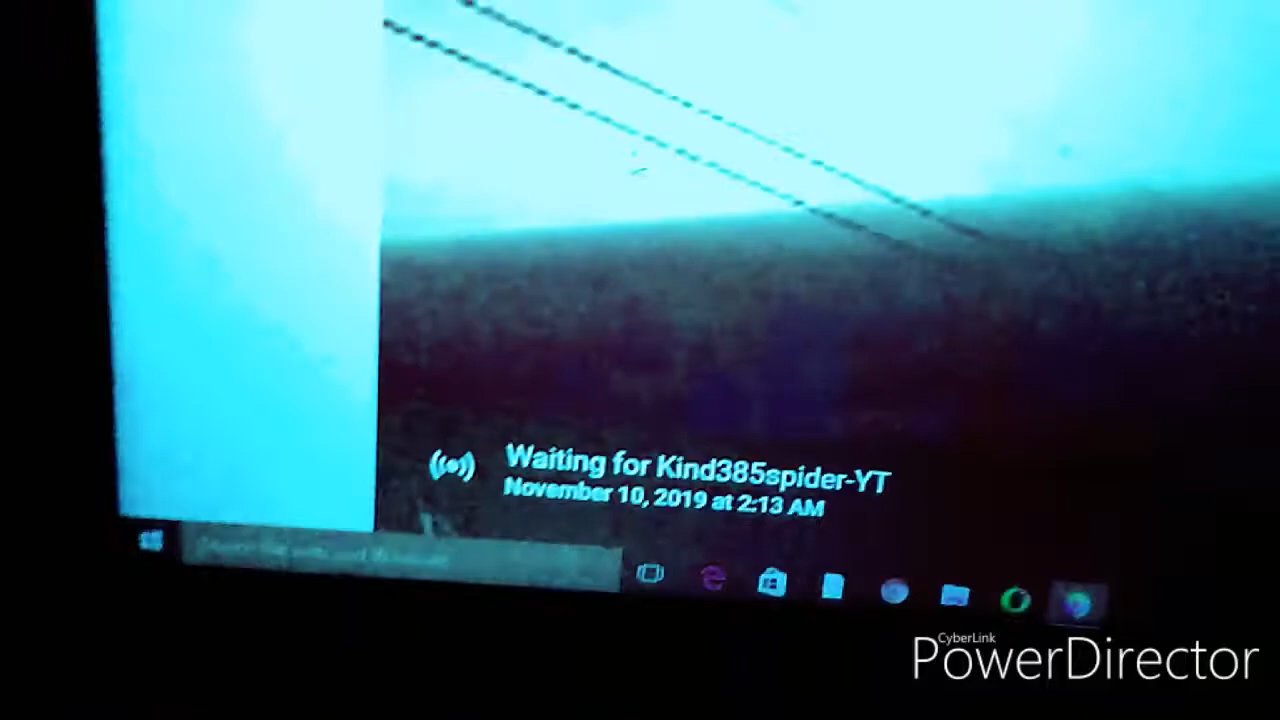 Waiting for Kind385spider-YT
November 10, 2019 at 2:13 AM
CyberLink
PowerDirector